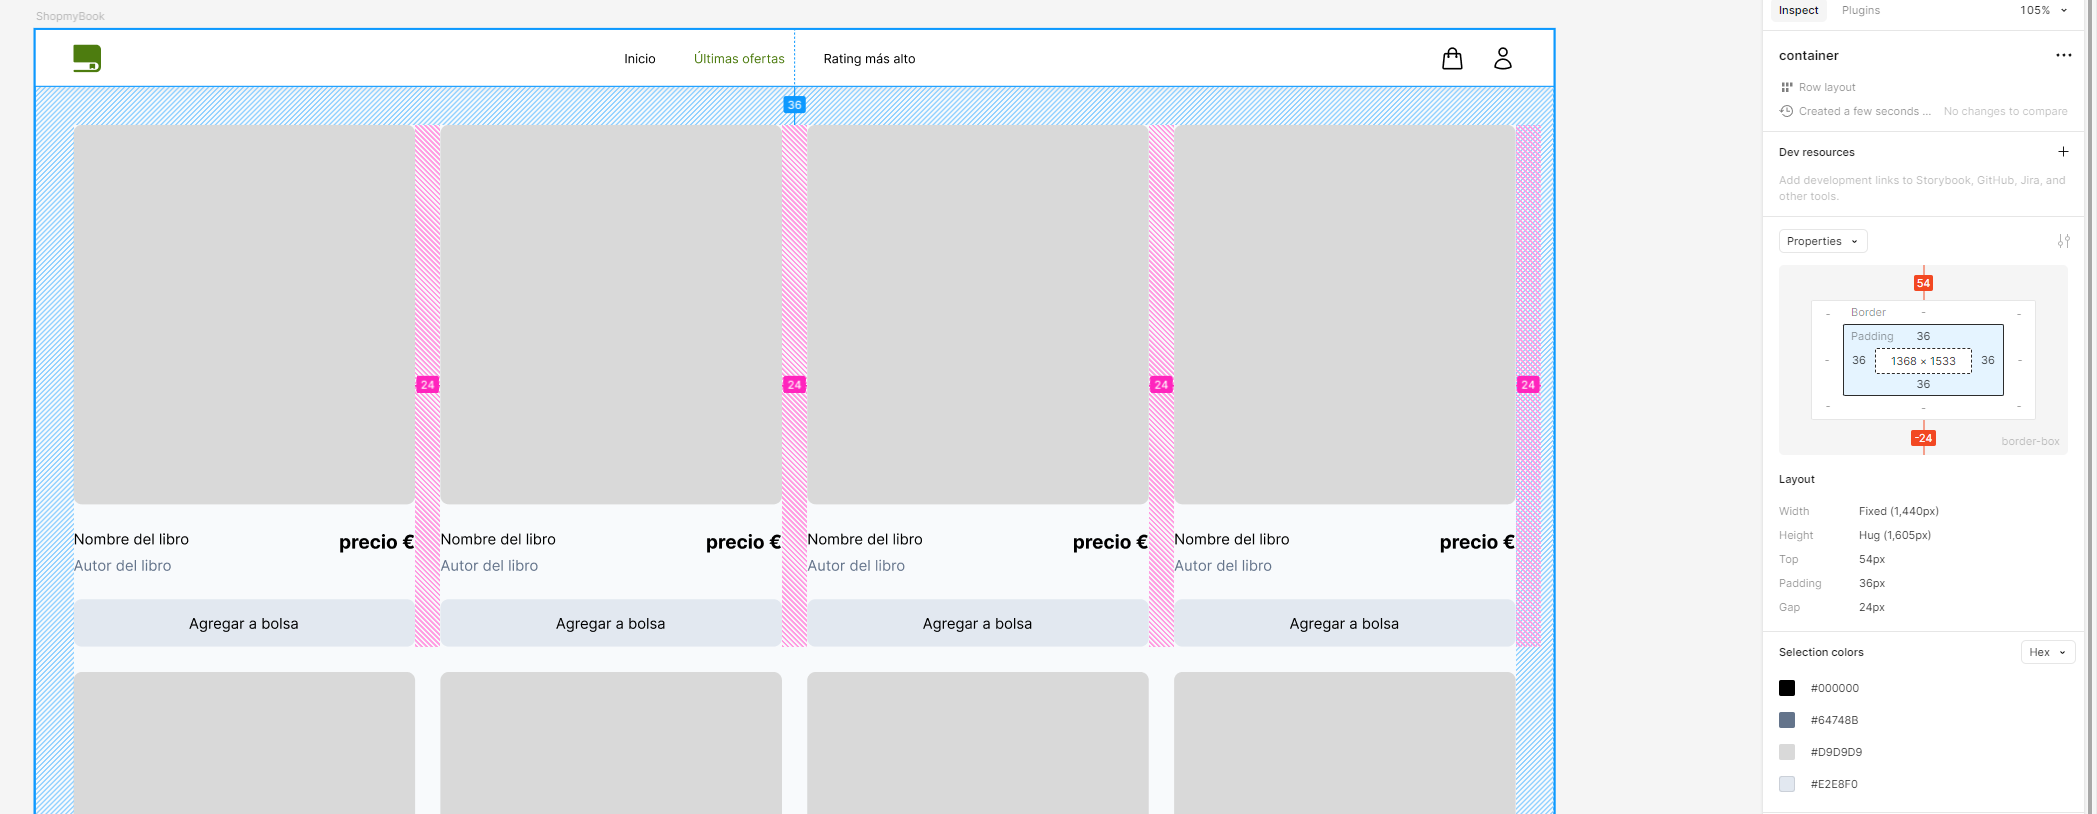 ShopmyBook
Inicio
Últimas ofertas
Rating más alto
36
24
24
24
24
Nombre del libro
precio €
Autor del libro
Agregar a bolsa
Nombre del libro
precio €
Autor del libro
Agregar a bolsa
Nombre del libro
precio €
Autor del libro
Agregar a bolsa
Nombre del libro
precio €
Autor del libro
Agregar a bolsa
Inspect
Plugins
105%
container
Row layout
Created a few seconds ...
No changes to compare
Dev resources
Add development links to Storybook, GitHub, Jira, and
other tools.
Properties
54
- Border - -
Padding 36
- 36 1368 × 1533 36 -
36
- - -
-24
border-box
Layout
Width Fixed (1,440px)
Height Hug (1,605px)
Top 54px
Padding 36px
Gap 24px
Selection colors
Hex
#000000
#64748B
#D9D9D9
#E2E8F0